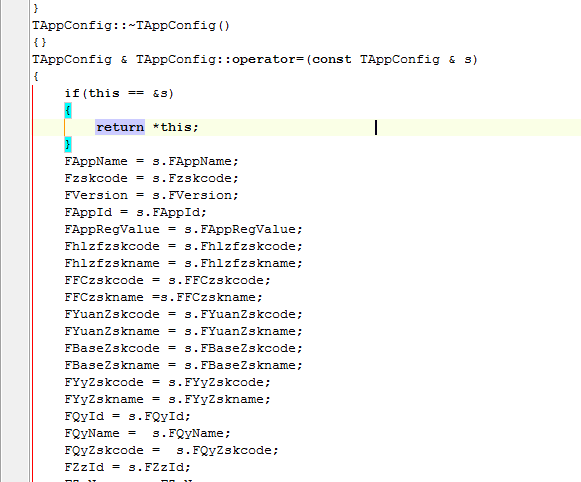 }
TAppConfig::~TAppConfig()
{}
TAppConfig & TAppConfig::operator=(const TAppConfig & s)
{
    if(this == &s)
    {
        return *this;
    }
    FAppName = s.FAppName;
    Fzskcode = s.Fzskcode;
    FVersion = s.FVersion;
    FAppId = s.FAppId;
    FAppRegValue = s.FAppRegValue;
    Fhlzfzskcode = s.Fhlzfzskcode;
    Fhlzfzskname = s.Fhlzfzskname;
    FFCzskcode = s.FFCzskcode;
    FFCzskname =s.FFCzskname;
    FYuanZskcode = s.FYuanZskcode;
    FYuanZskname = s.FYuanZskname;
    FBaseZskcode = s.FBaseZskcode;
    FBaseZskname = s.FBaseZskname;
    FYyZskcode = s.FYyZskcode;
    FYyZskname = s.FYyZskname;
    FQyId = s.FQyId;
    FQyName =  s.FQyName;
    FQyZskcode =  s.FQyZskcode;
    FZzId = s.FZzId;